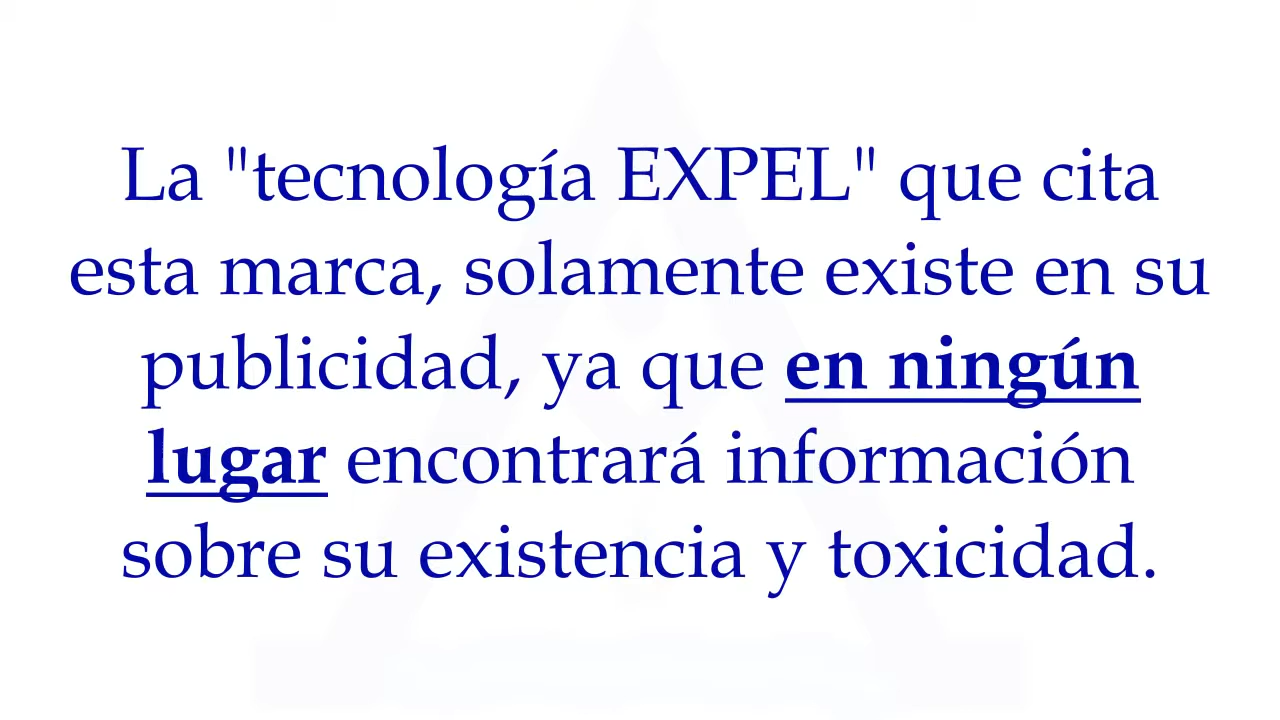 La "tecnología EXPEL" que cita
esta marca, solamente existe en su
publicidad, ya que en ningún
lugar encontrará información
sobre su existencia y toxicidad.